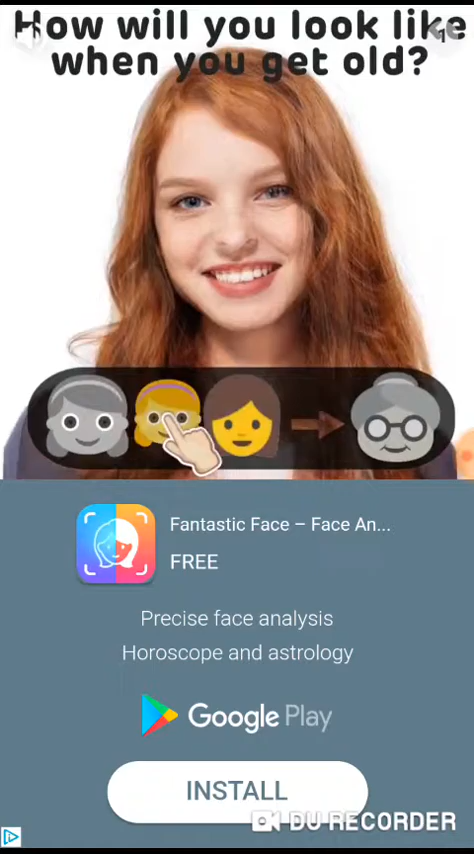 How will you look like
when you get old?
1
Fantastic Face – Face An...
FREE
Precise face analysis
Horoscope and astrology
Google Play
INSTALL
DU RECORDER